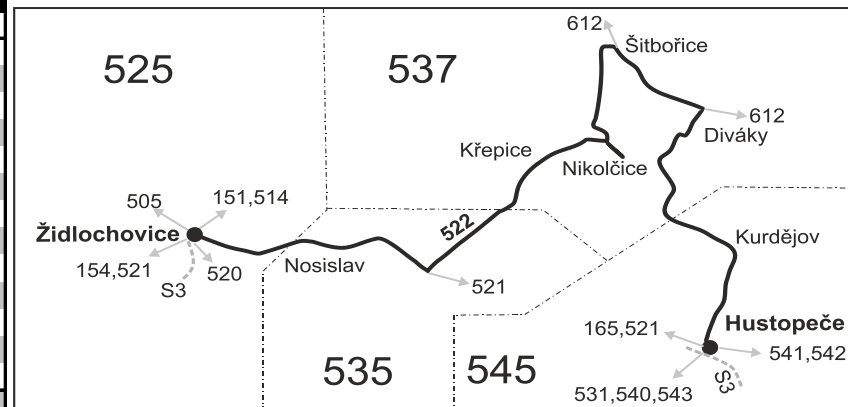 612
Šitbořice
525
537
612
Diváky
Křepice
Nikolčice
505
151,514
522
Židlochovice
Kurdějov
Nosislav
154,521
520
S3
521
165,521
Hustopeče
541,542
535
545
S3
531,540,543